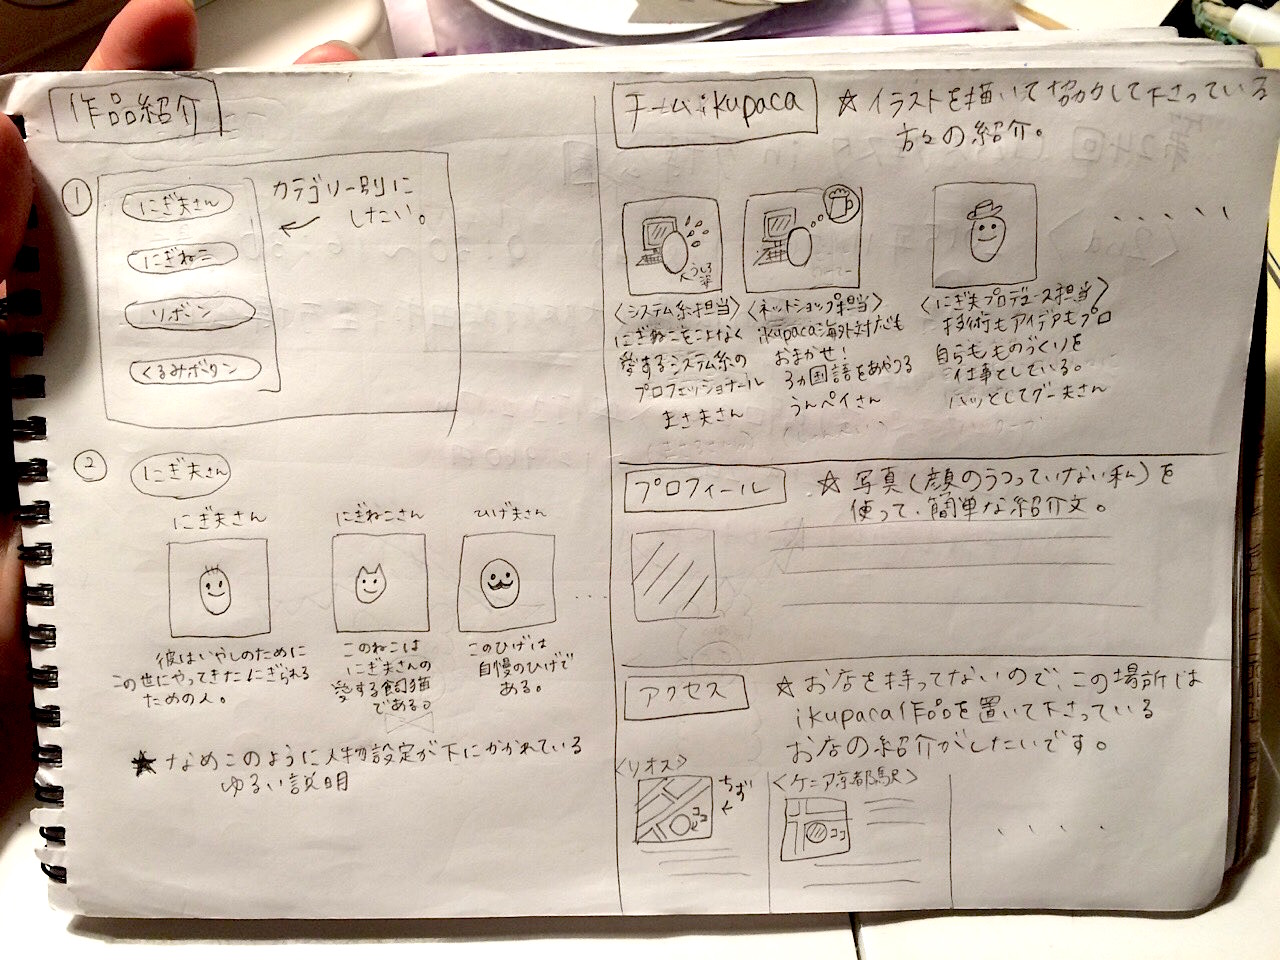 作品紹介
①
にぎ夫さん
にぎねこ
リボン
くるみボタン
カテゴリー別に
したい。
②
にぎ夫さん
にぎ夫さん
にぎねこさん
ひげ夫さん
彼はいやしのために
この世にやってきたにぎられる
ための人。
このねこは
にぎ夫さんの
愛する飼猫
である。
このひげは
自慢のひげで
ある。
★なめこのように人物設定が下にかかれている
ゆるい説明
チームikupaca
☆イラストを描いて協力して下さっている
方々の紹介。
うしろ
姿
〈システム系担当〉
にぎねこをこよなく
愛するシステム系の
プロフェッショナール
まさ夫さん
〈ネットショップ担当〉
ikupaca海外対応も
おまかせ!
3カ国語をあやつる
うんペイさん
〈にぎ夫プロデュース担当〉
技術もアイデアもプロ
自らもものづくりを
仕事としている。
ハッとしてグー夫さん
プロフィール
☆写真(顔のうつっていない私)を
使って、簡単な紹介文。
アクセス
☆お店を持ってないので、この場所は
ikupaca作品を置いて下さっている
お店の紹介がしたいです。
〈リオス〉
ちず
ココ
〈ケニア京都駅〉
ココ